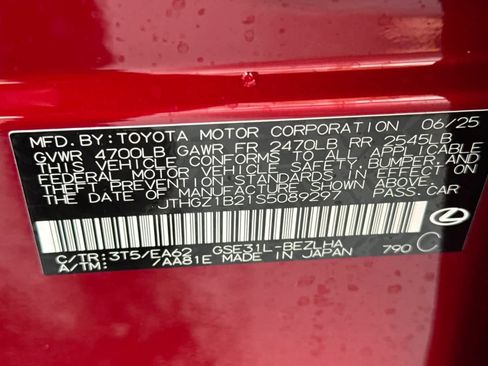 MFD. BY: TOYOTA MOTOR CORPORATION 06/25
GVWR 4700LB GAWR FR 2470LB RR 2545LB
THIS VEHICLE CONFORMS TO ALL APPLICABLE
FEDERAL MOTOR VEHICLE SAFETY, BUMPER, AND
THEFT PREVENTION STANDARDS IN EFFECT ON
THE DATE OF MANUFACTURE SHOWN ABOVE.
JTHGZ1B21S5089297 PASS.CAR
C/TR: 3T5/EA62 GSE31L-BEZLHA
A/TM: 7AA81E MADE IN JAPAN 790 C